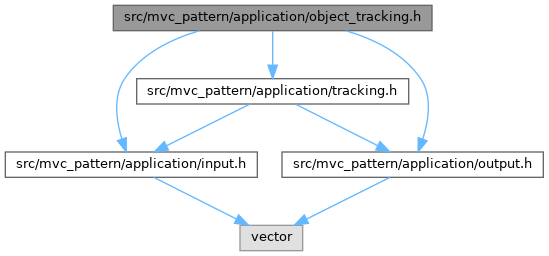 src/mvc_pattern/application/object_tracking.h
src/mvc_pattern/application/tracking.h
src/mvc_pattern/application/input.h
src/mvc_pattern/application/output.h
vector